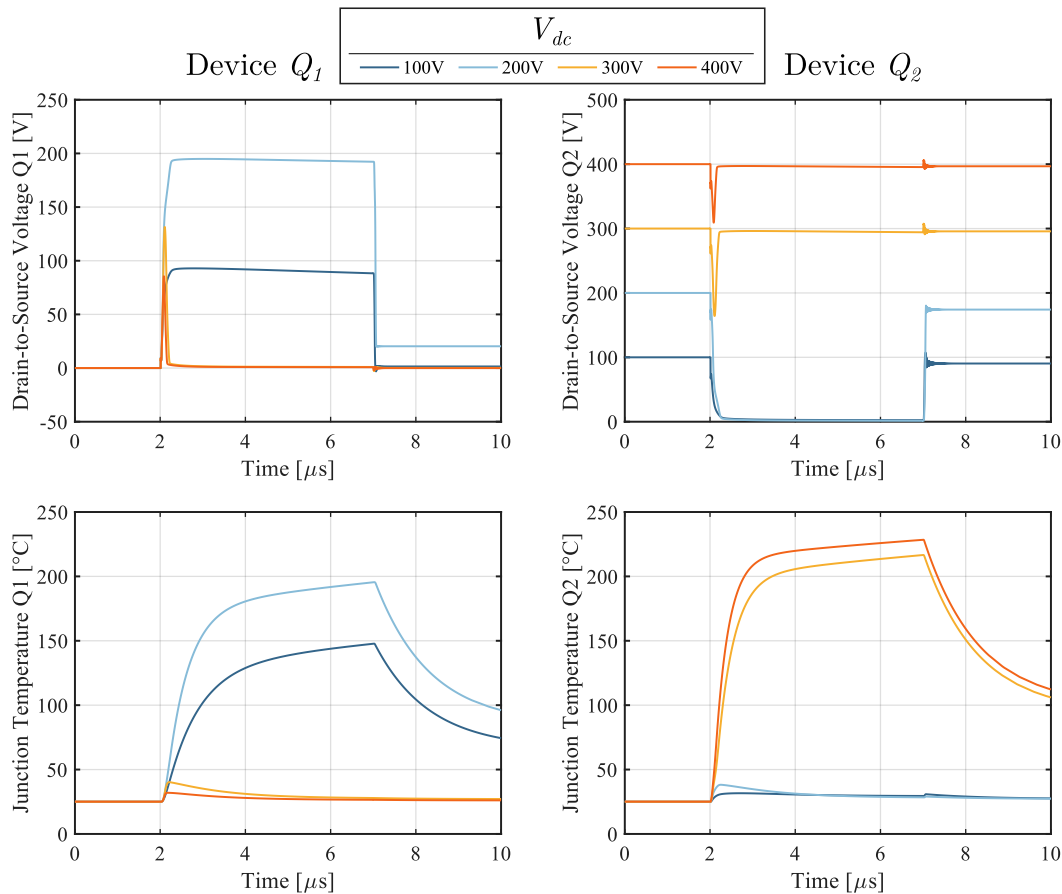 V_dc
100V 200V 300V 400V
Device Q_1
Device Q_2
Drain-to-Source Voltage Q1 [V]
250
200
150
100
50
0
-50
0 2 4 6 8 10
Time [μs]
Drain-to-Source Voltage Q2 [V]
500
400
300
200
100
0
0 2 4 6 8 10
Time [μs]
Junction Temperature Q1 [°C]
250
200
150
100
50
0
0 2 4 6 8 10
Time [μs]
Junction Temperature Q2 [°C]
250
200
150
100
50
0
0 2 4 6 8 10
Time [μs]